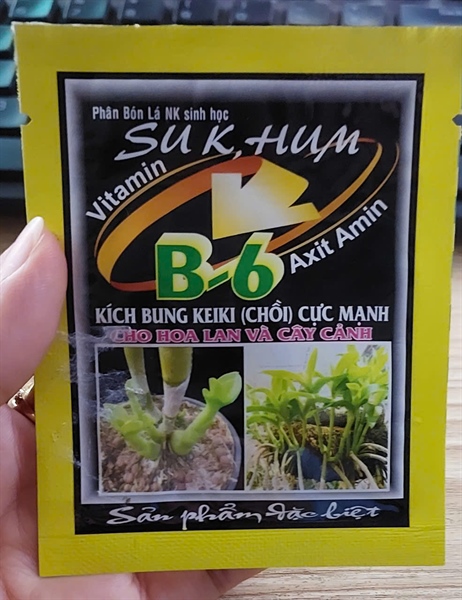 Phân Bón Lá NK sinh học
SU K, HUM
Vitamin
B-6
Axit Amin
KÍCH BUNG KEIKI (CHỒI) CỰC MẠNH
CHO HOA LAN VÀ CÂY CẢNH
Sản phẩm đặc biệt